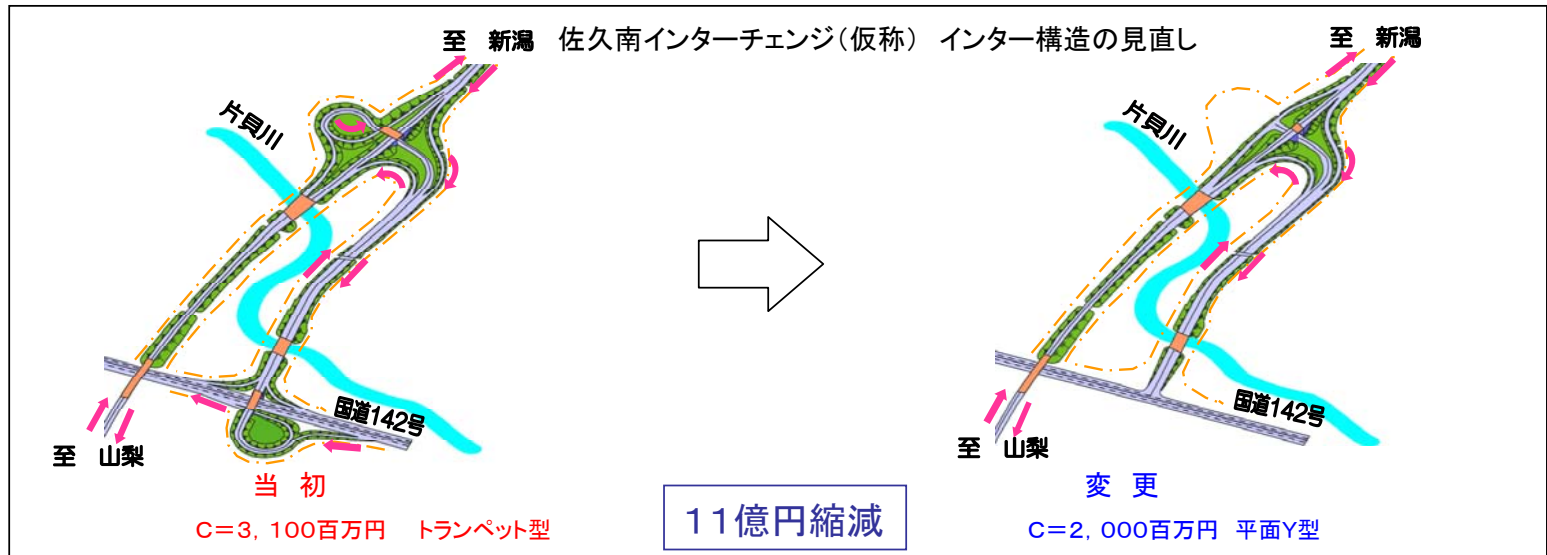 佐久南インターチェンジ（仮称）　インター構造の見直し
至　新潟
片貝川
国道142号
至　山梨
当　初
C＝3，100百万円　トランペット型
11億円縮減
至　新潟
片貝川
国道142号
至　山梨
変　更
C＝2，000百万円　平面Y型